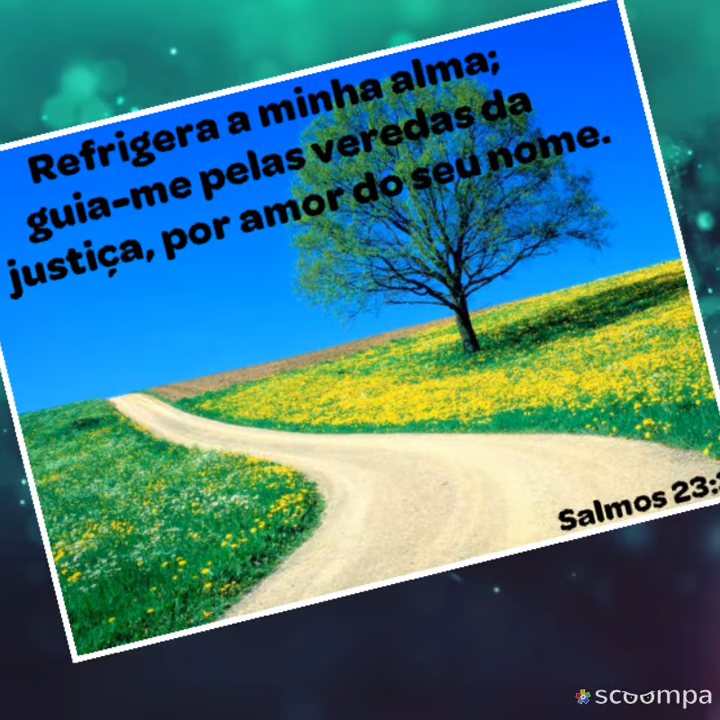 Refrigera a minha alma;
guia-me pelas veredas da
justiça, por amor do seu nome.
Salmos 23:
scoompa